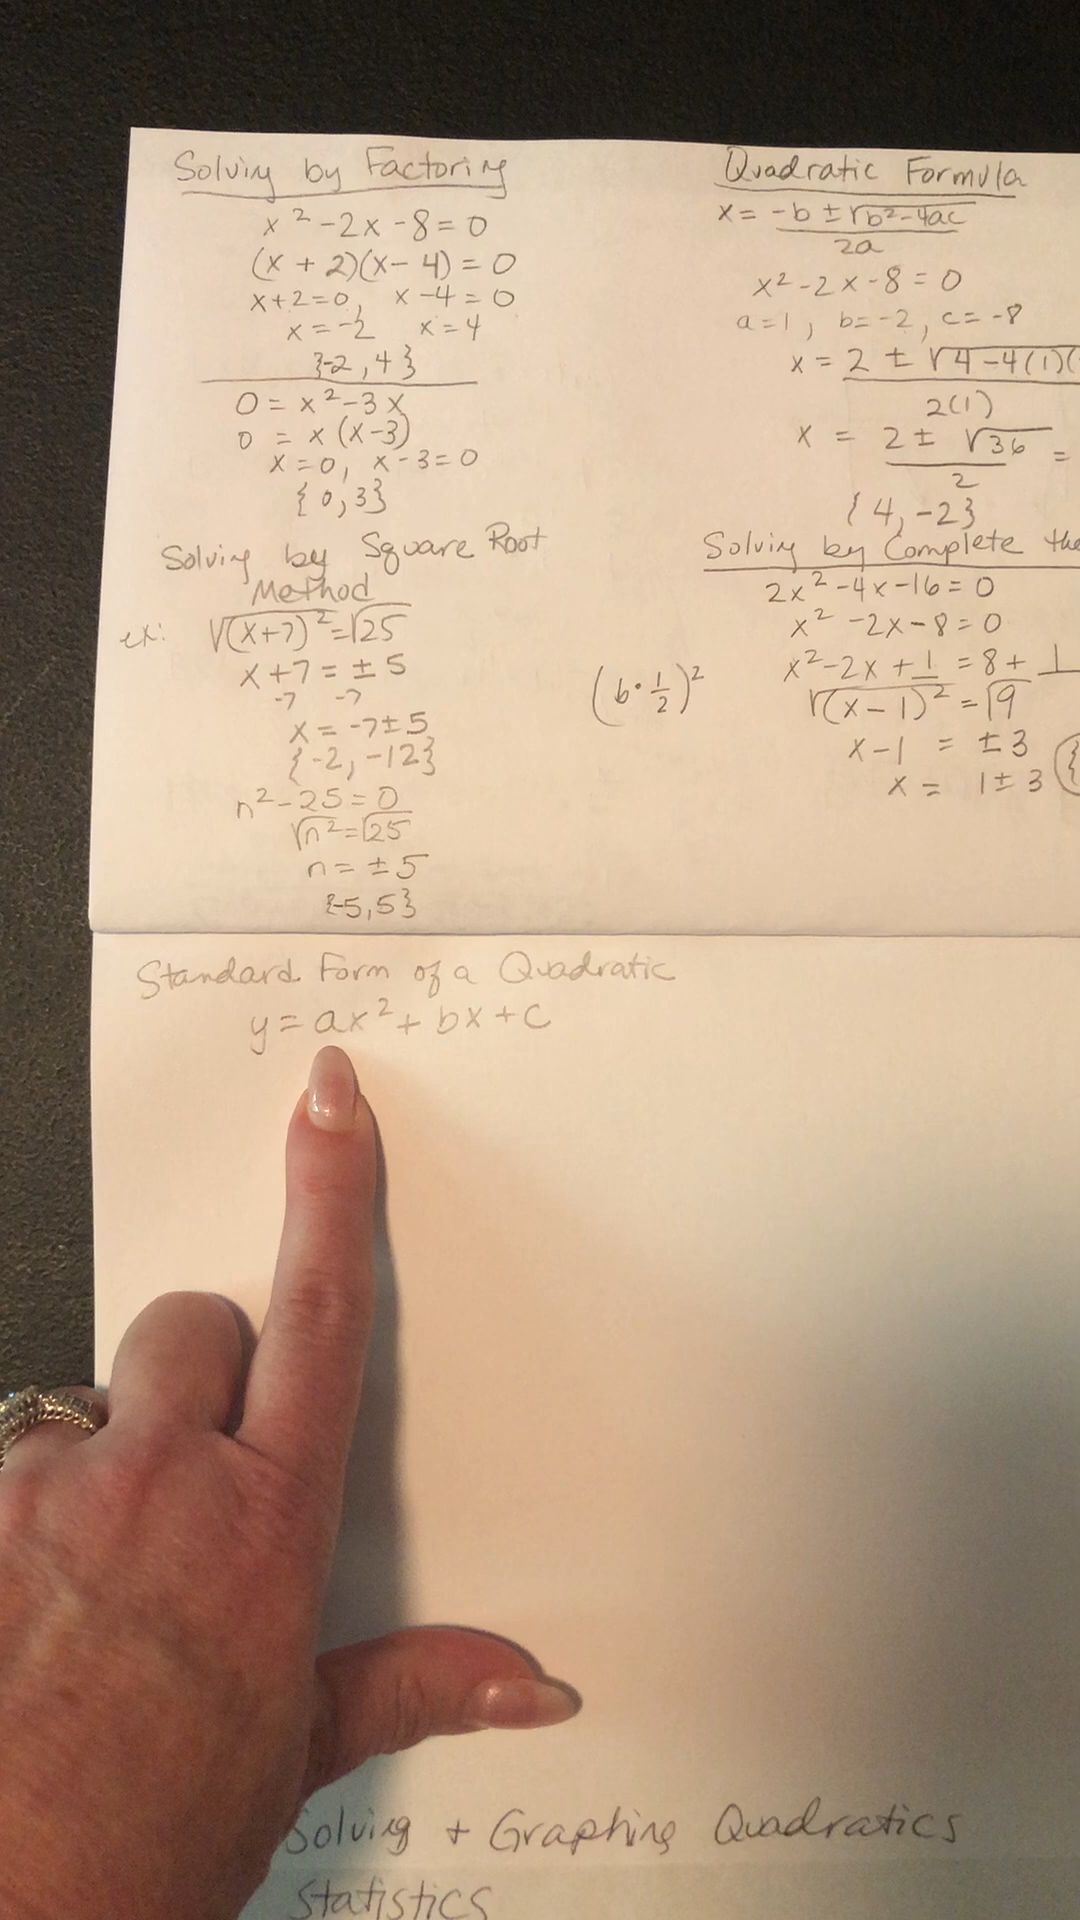 Solving by Factoring
x² - 2x - 8 = 0
(x + 2)(x - 4) = 0
x + 2 = 0, x - 4 = 0
x = -2 x = 4
{-2, 4}
0 = x² - 3x
0 = x(x - 3)
x = 0, x - 3 = 0
{0, 3}
Solving by Square Root
Method
ex: √(x+7)² = √25
x + 7 = ± 5
-7 -7
x = -7 ± 5
{-2, -12}
n² - 25 = 0
√n² = √25
n = ± 5
{-5, 5}
Quadratic Formula
x = -b ± √b² - 4ac
2a
x² - 2x - 8 = 0
a = 1, b = -2, c = -8
x = 2 ± √4 - 4(1)(
2(1)
x = 2 ± √36 =
2
{4, -2}
Solving by Complete the
2x² - 4x - 16 = 0
x² - 2x - 8 = 0
x² - 2x + 1 = 8 + 1
(b · 1/2)²
√(x - 1)² = √9
x - 1 = ± 3
x = 1 ± 3 {
Standard Form of a Quadratic
y = ax² + bx + c
Solving + Graphing Quadratics
Statistics